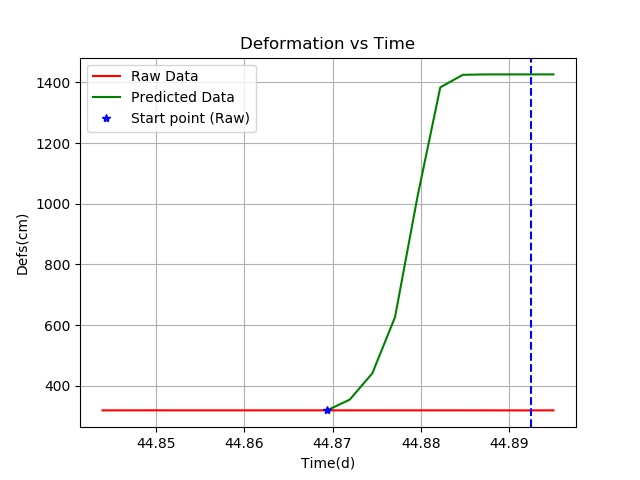 Deformation vs Time
Raw Data
Predicted Data
Start point (Raw)
Defs(cm)
1400
1200
1000
800
600
400
44.85 44.86 44.87 44.88 44.89
Time(d)